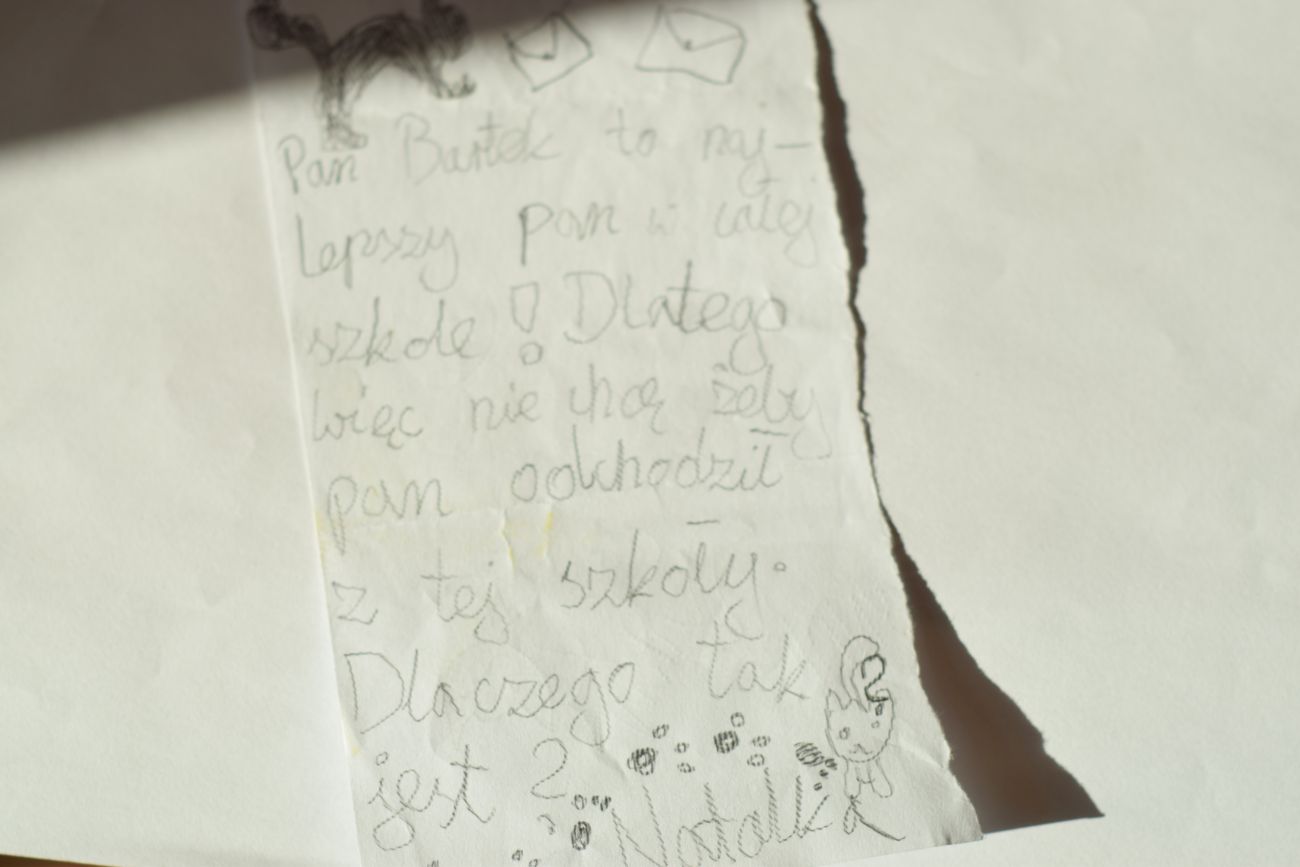 Pan Bartek to naj-
lepszy pan w całej
szkole! Dlatego
więc nie chcę żeby
pan odchodził
z tej szkoły.
Dlaczego tak
jest?
Natalka